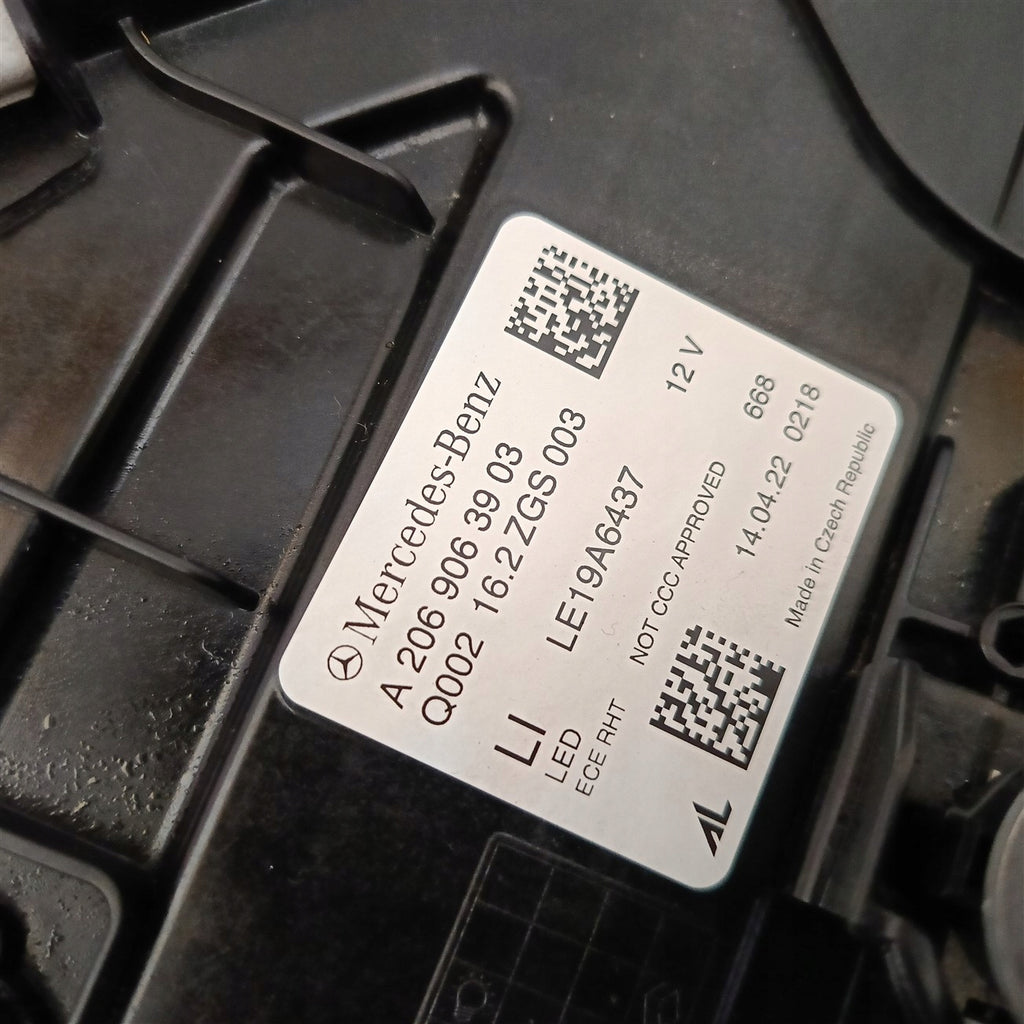 Mercedes-Benz
A 206 906 39 03
Q002 16.2 ZGS 003
LI
LE19A6437
12 V
LED
ECE RHT
NOT CCC APPROVED
668
14.04.22 0218
Made in Czech Republic
AL